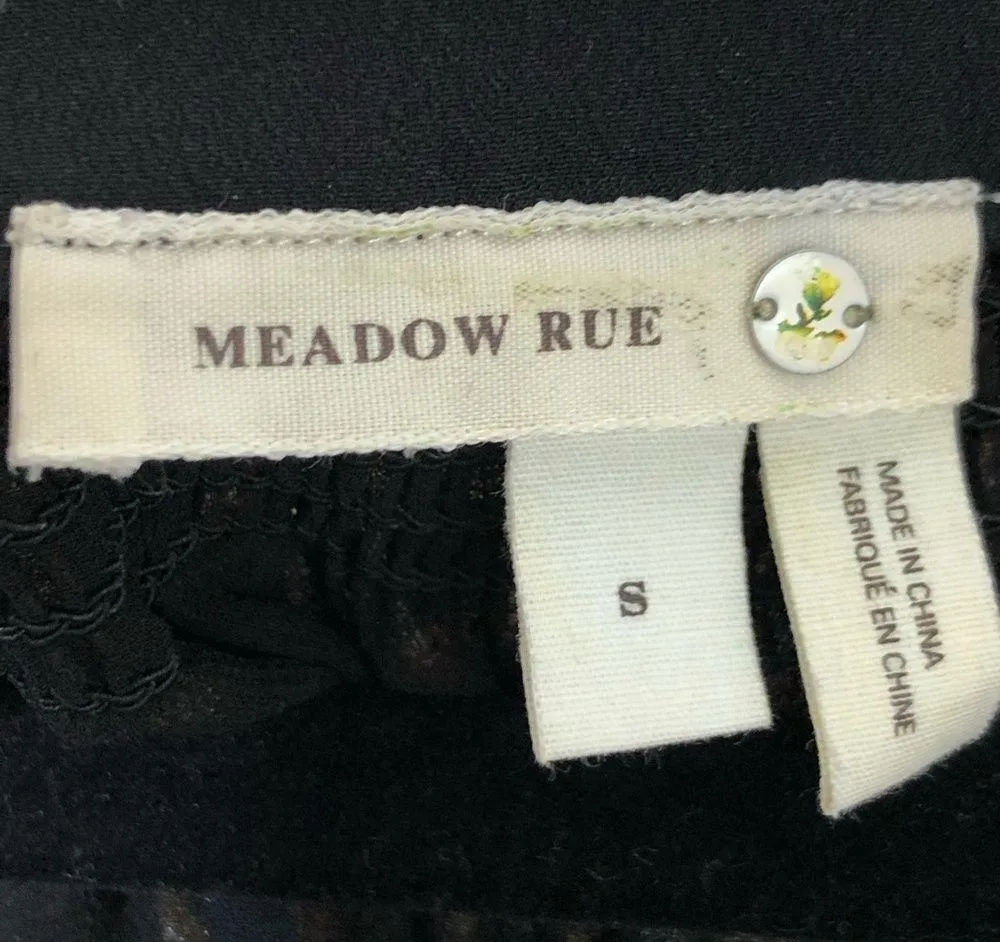 MEADOW RUE
S
MADE IN CHINA
FABRIQUÉ EN CHINE